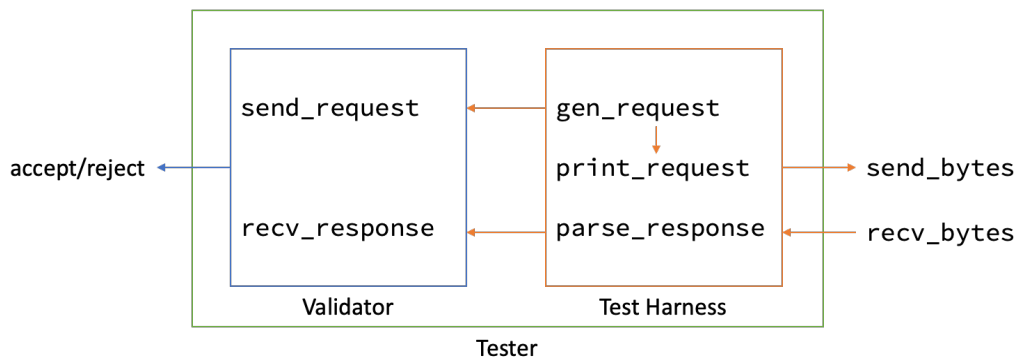 send_request gen_request
accept/reject print_request send_bytes
recv_response parse_response recv_bytes
Validator Test Harness
Tester